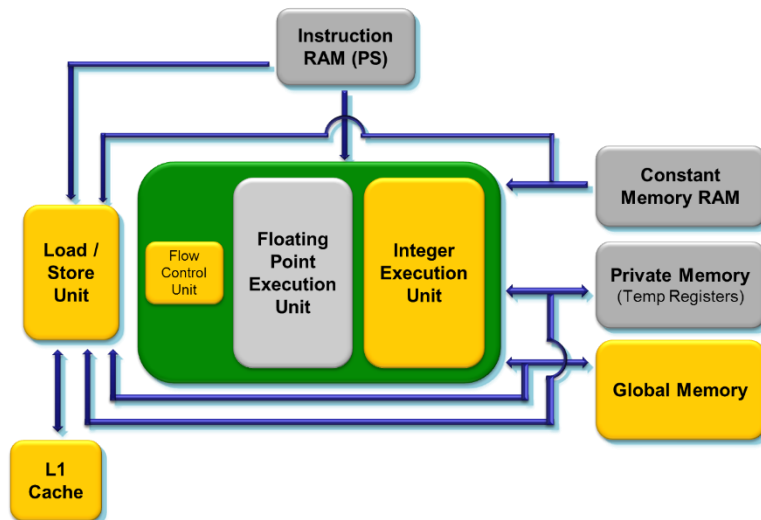 Instruction
RAM (PS)
Constant
Memory RAM
Load /
Store
Unit
Flow
Control
Unit
Floating
Point
Execution
Unit
Integer
Execution
Unit
Private Memory
(Temp Registers)
Global Memory
L1
Cache